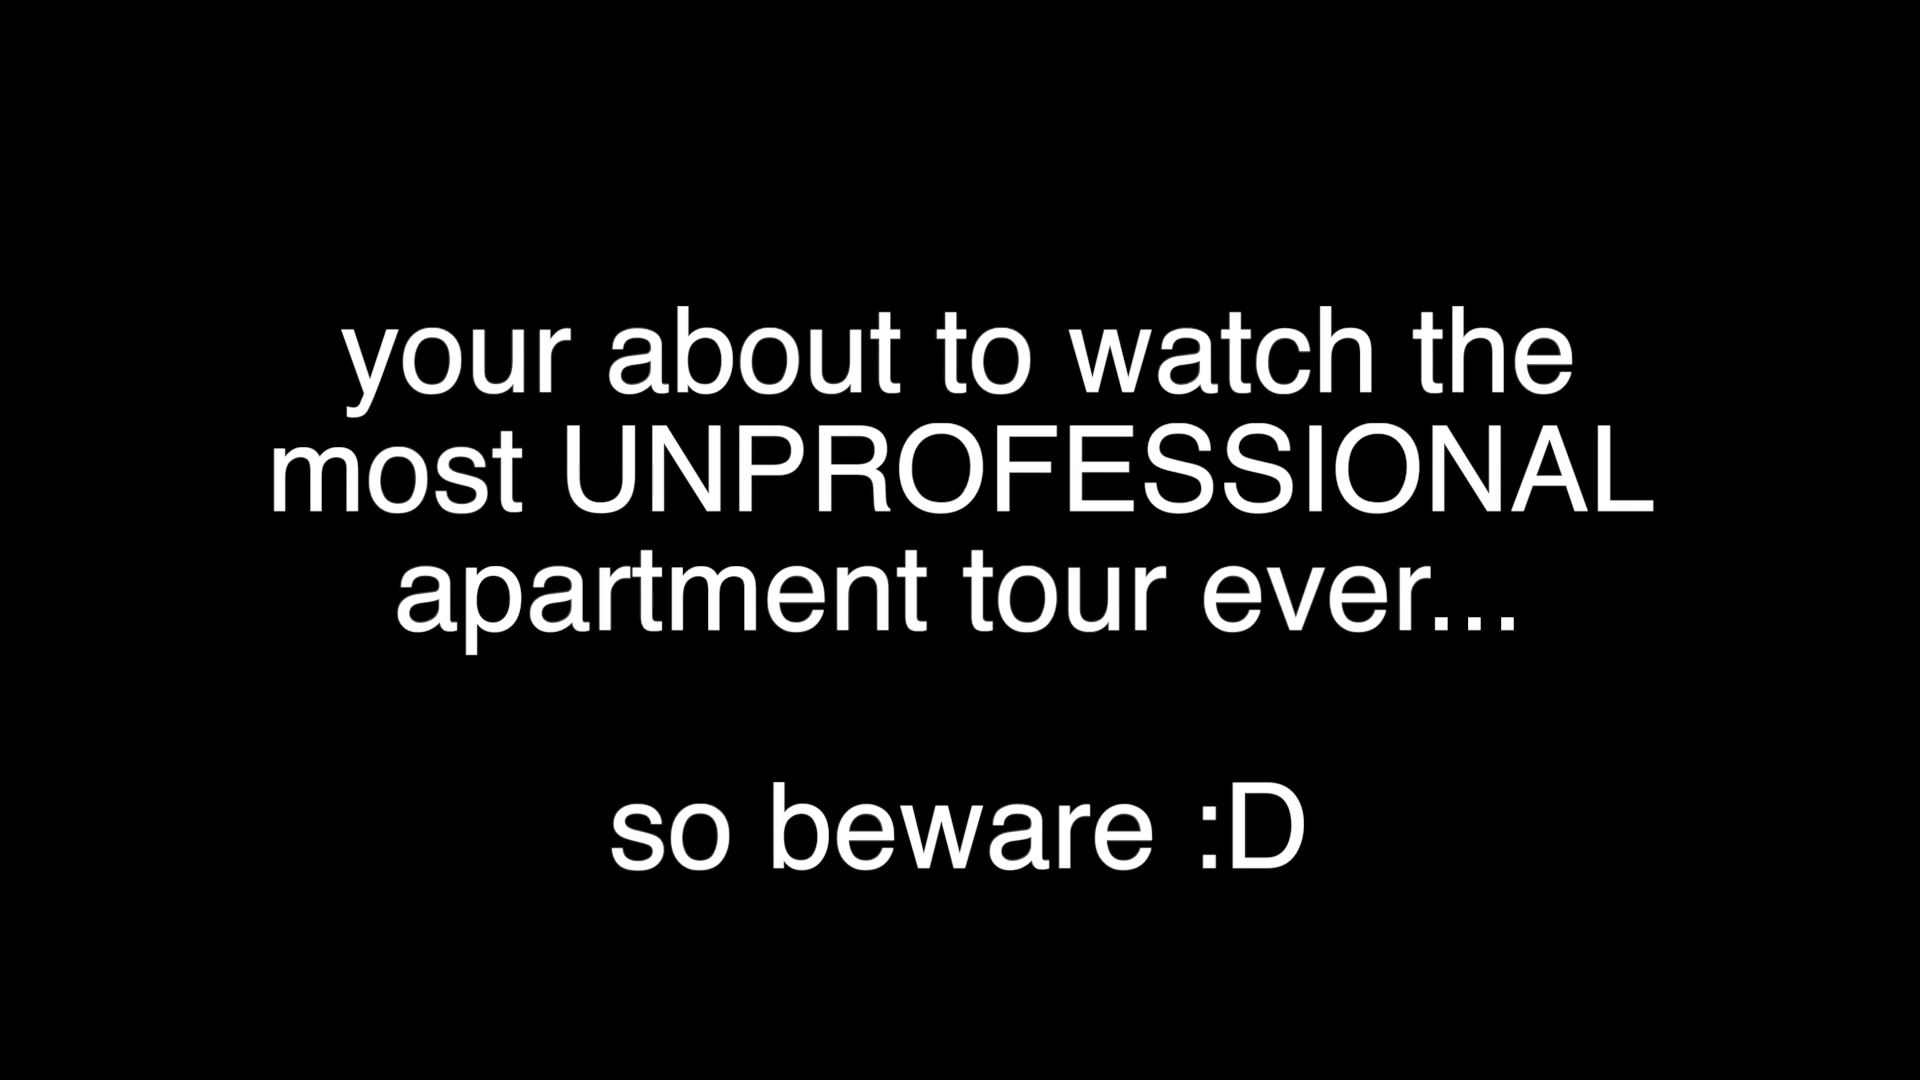 your about to watch the
most UNPROFESSIONAL
apartment tour ever...
so beware :D